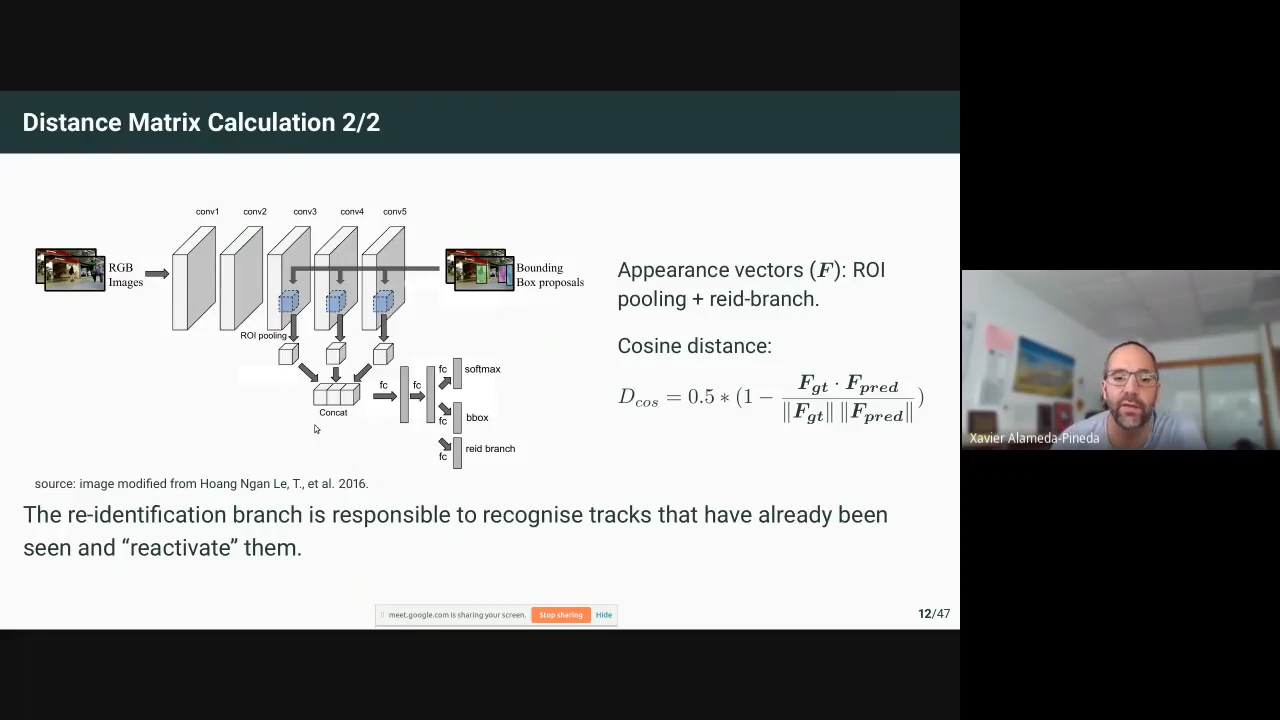 Distance Matrix Calculation 2/2
conv1 conv2 conv3 conv4 conv5
RGB
Images
Bounding
Box proposals
ROI pooling
Concat
fc
fc
fc
softmax
fc
bbox
fc
reid branch
source: image modified from Hoang Ngan Le, T., et al. 2016.
Appearance vectors (F): ROI
pooling + reid-branch.
Cosine distance:
D_cos = 0.5 * (1 − F_gt · F_pred / ‖F_gt‖ ‖F_pred‖)
The re-identification branch is responsible to recognise tracks that have already been
seen and “reactivate” them.
meet.google.com is sharing your screen. Stop sharing Hide
12/47
Xavier Alameda-Pineda